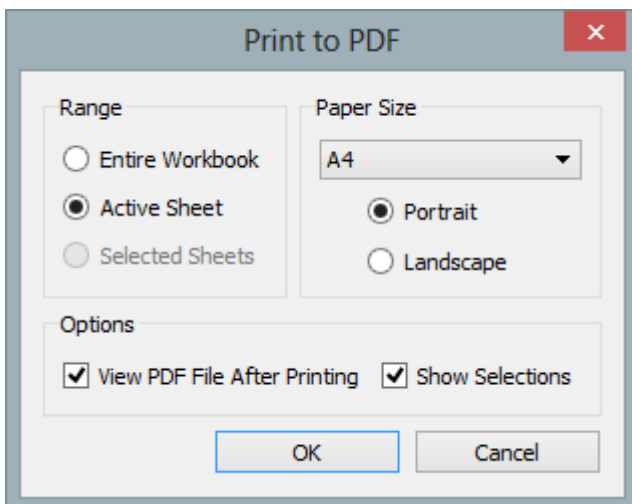 Print to PDF
Range
Entire Workbook
Active Sheet
Selected Sheets
Paper Size
A4
Portrait
Landscape
Options
View PDF File After Printing
Show Selections
OK
Cancel